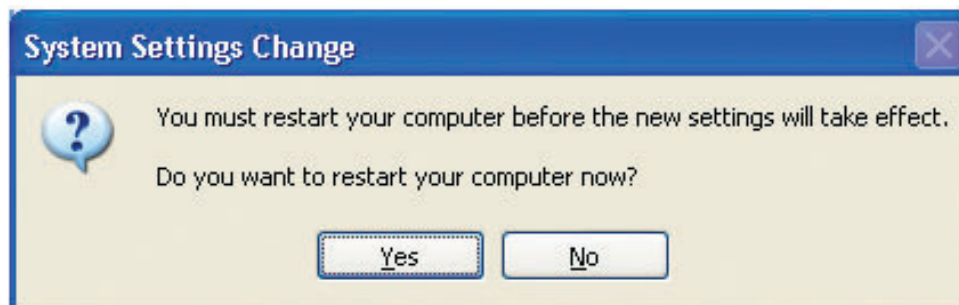 System Settings Change
You must restart your computer before the new settings will take effect.
Do you want to restart your computer now?
Yes
No